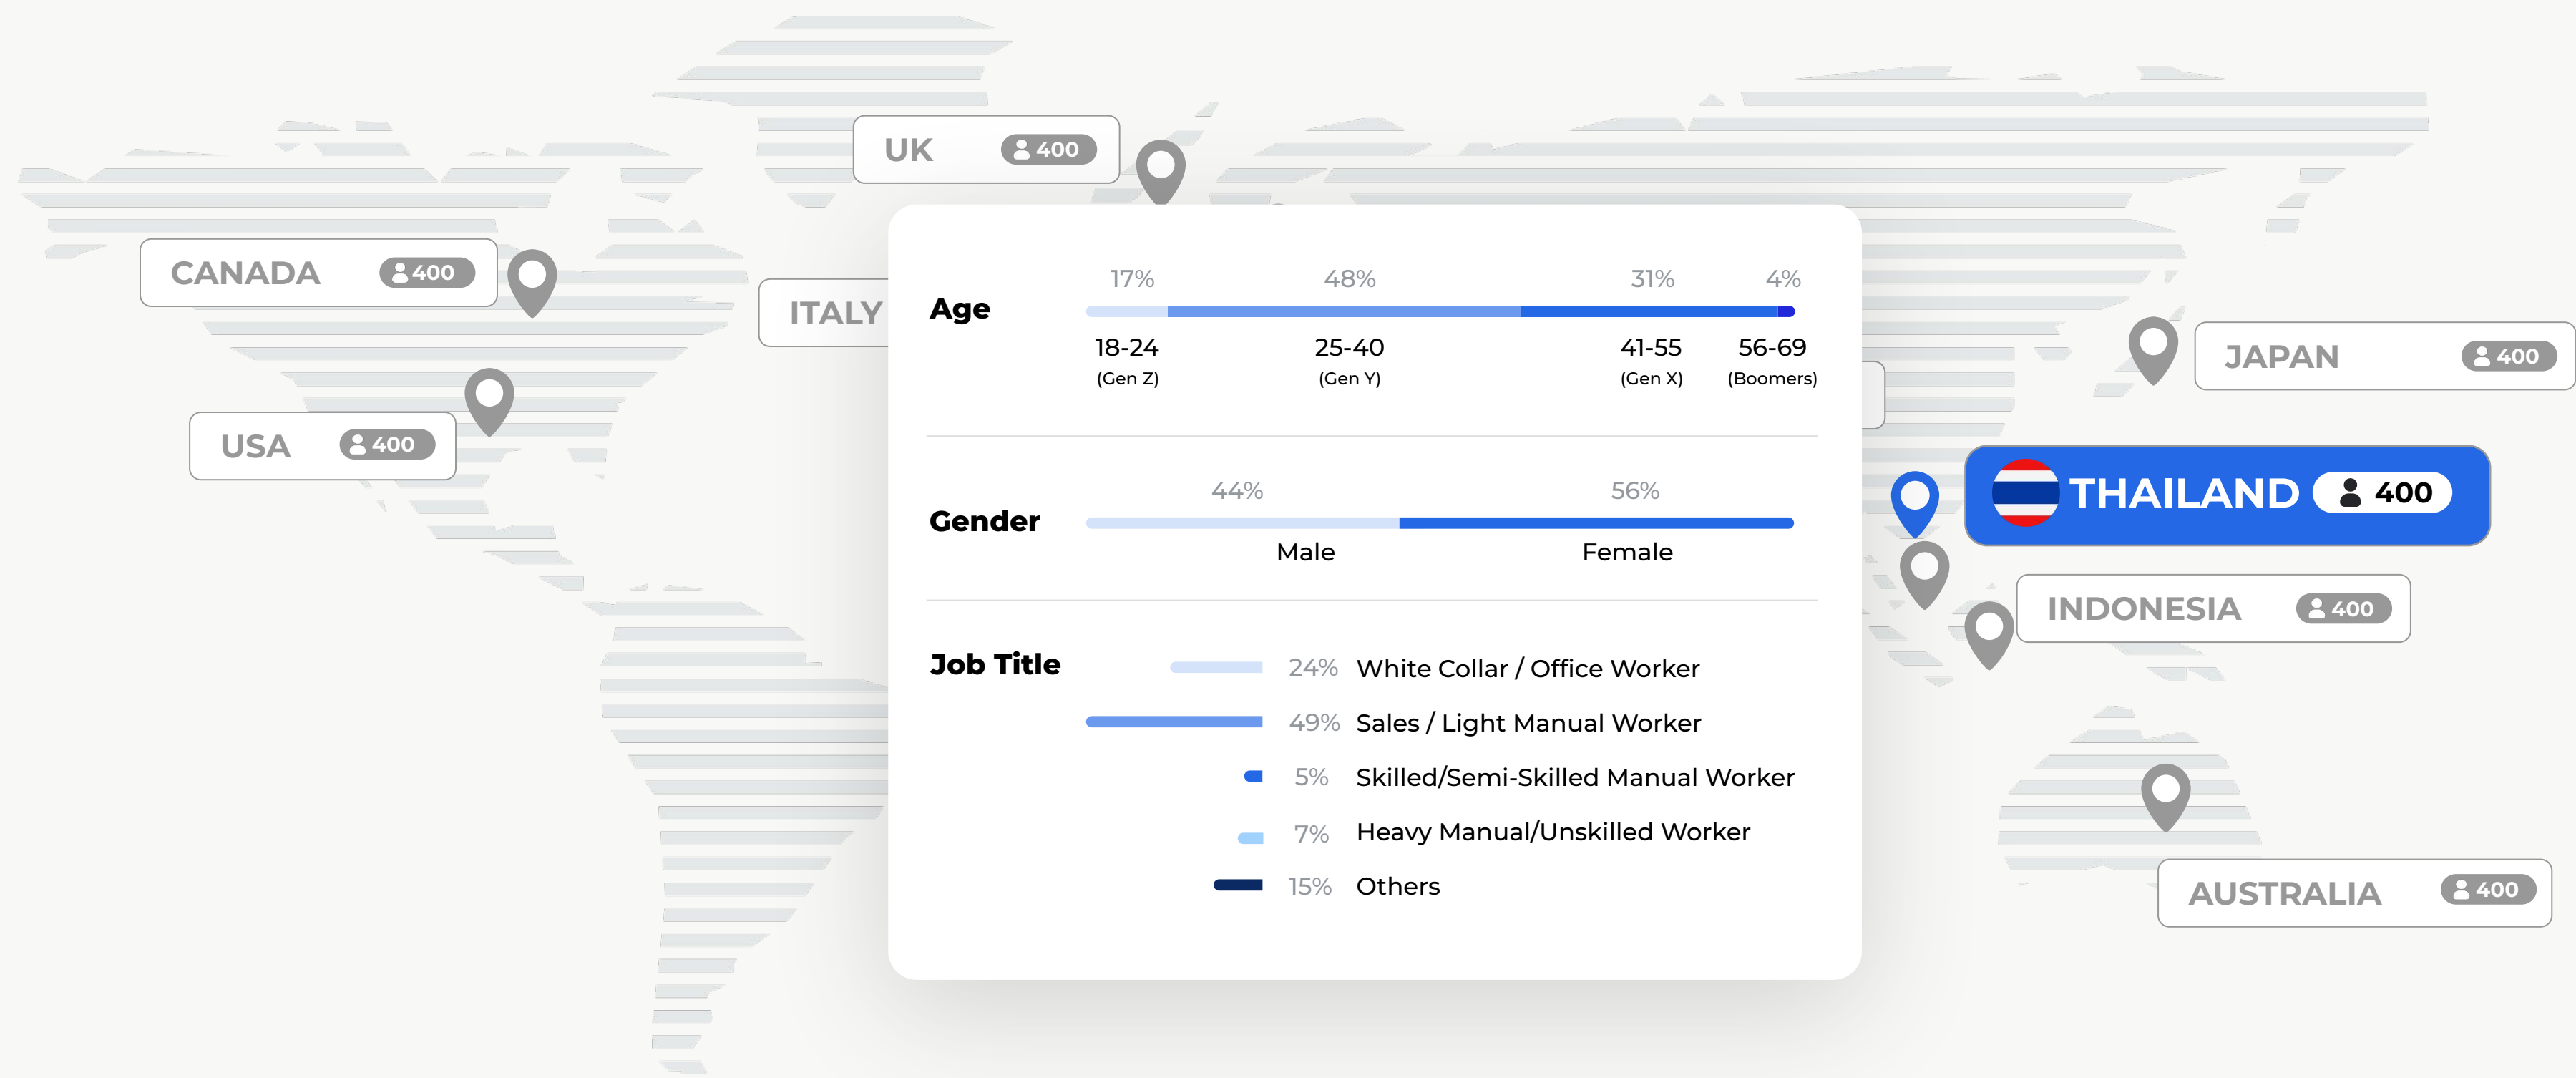 UK 400
CANADA 400
ITALY
USA 400
Age
17% 48% 31% 4%
18-24 25-40 41-55 56-69
(Gen Z) (Gen Y) (Gen X) (Boomers)
Gender
44% 56%
Male Female
Job Title
24% White Collar / Office Worker
49% Sales / Light Manual Worker
5% Skilled/Semi-Skilled Manual Worker
7% Heavy Manual/Unskilled Worker
15% Others
JAPAN 400
THAILAND 400
INDONESIA 400
AUSTRALIA 400